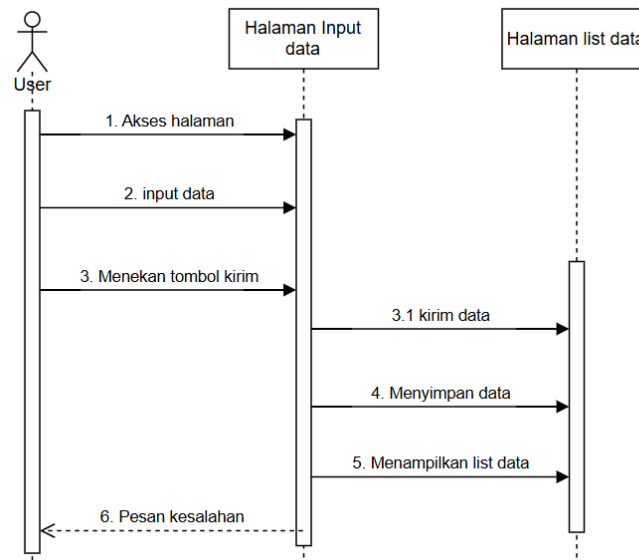 Halaman Input
data
Halaman list data
User
1. Akses halaman
2. input data
3. Menekan tombol kirim
3.1 kirim data
4. Menyimpan data
5. Menampilkan list data
6. Pesan kesalahan